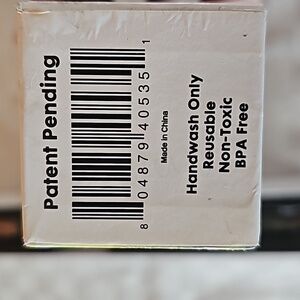 Patent Pending
8 04879 40535 1
Made in China
Handwash Only
Reusable
Non-Toxic
BPA Free